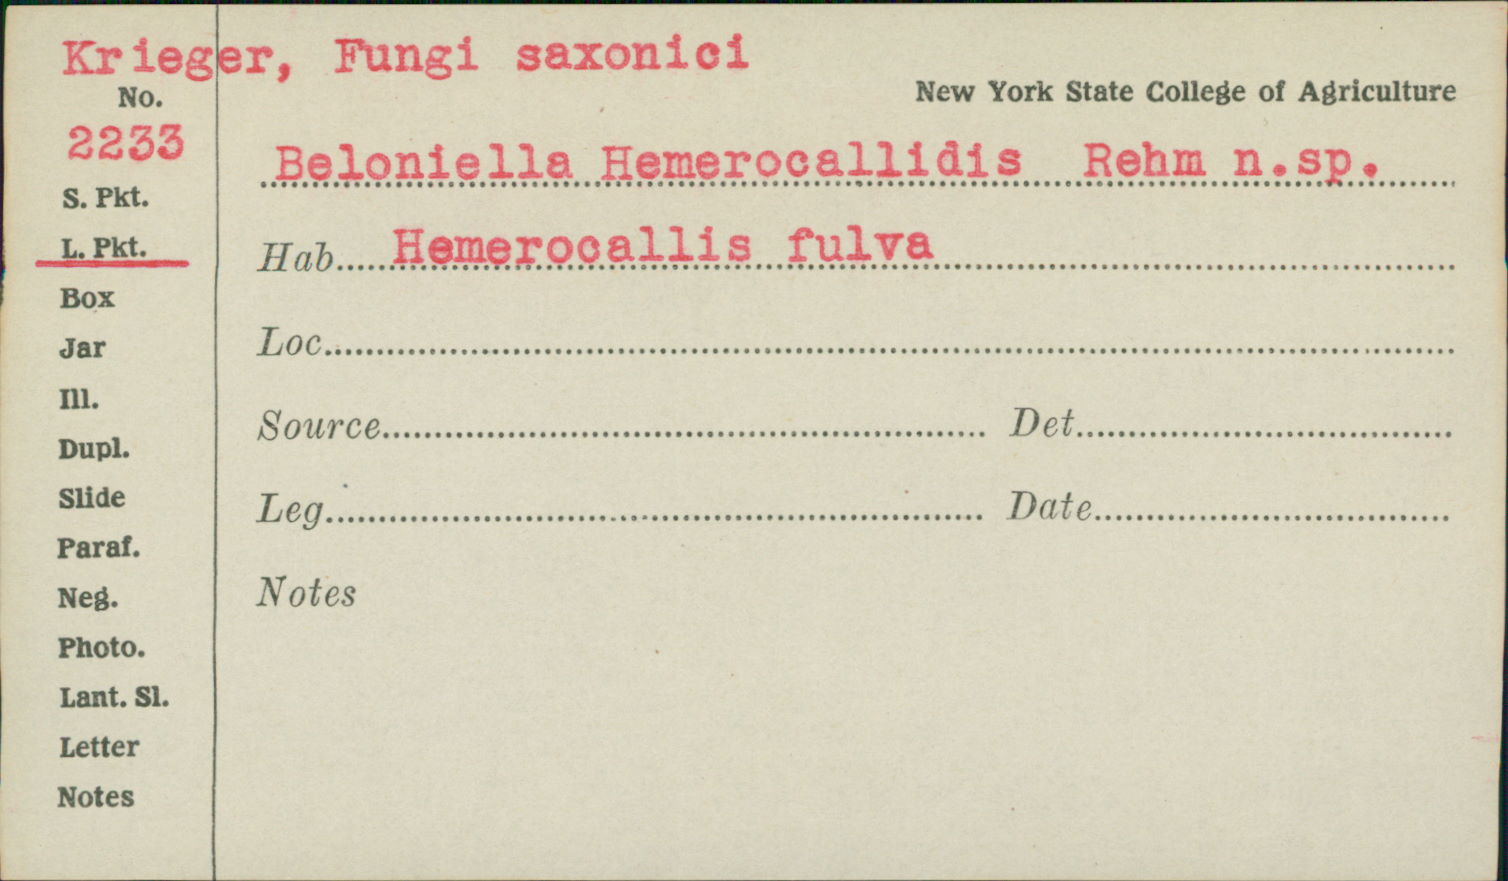 Krieger, Fungi saxonici
New York State College of Agriculture
No.
2233
Beloniella Hemerocallidis Rehm n.sp.
S. Pkt.
L. Pkt.
Hab.....Hemerocallis fulva
Box
Jar
Loc.
Ill.
Dupl.
Source Det.
Slide
Leg. Date
Paraf.
Neg.
Notes
Photo.
Lant. Sl.
Letter
Notes